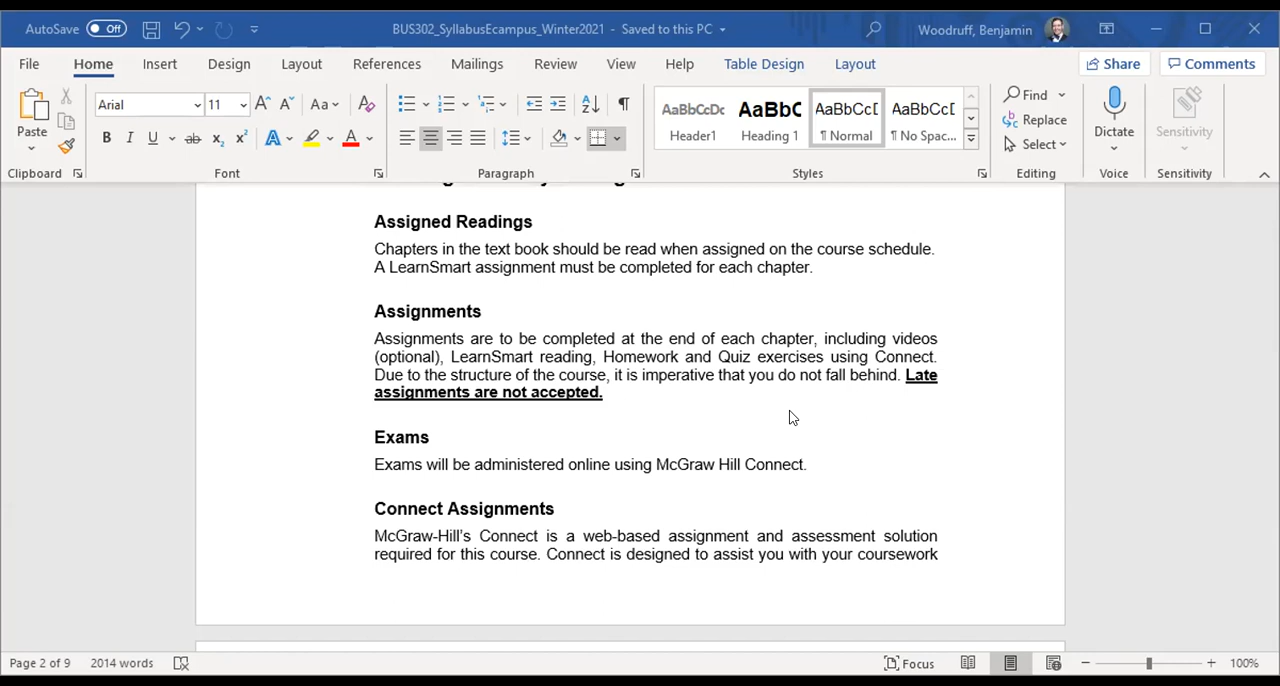 AutoSave Off BUS302_SyllabusEcampus_Winter2021 - Saved to this PC Woodruff, Benjamin
File Home Insert Design Layout References Mailings Review View Help Table Design Layout Share Comments
Paste Arial 11 Aa A B I U ab x₂ x² A A
AaBbCcDc AaBbC AaBbCcD AaBbCcD
Header1 Heading 1 ¶ Normal ¶ No Spac...
Find
Replace
Select
Dictate
Sensitivity
Clipboard Font Paragraph Styles Editing Voice Sensitivity
Assigned Readings
Chapters in the text book should be read when assigned on the course schedule.
A LearnSmart assignment must be completed for each chapter.
Assignments
Assignments are to be completed at the end of each chapter, including videos
(optional), LearnSmart reading, Homework and Quiz exercises using Connect.
Due to the structure of the course, it is imperative that you do not fall behind. Late
assignments are not accepted.
Exams
Exams will be administered online using McGraw Hill Connect.
Connect Assignments
McGraw-Hill's Connect is a web-based assignment and assessment solution
required for this course. Connect is designed to assist you with your coursework
Page 2 of 9 2014 words Focus 100%